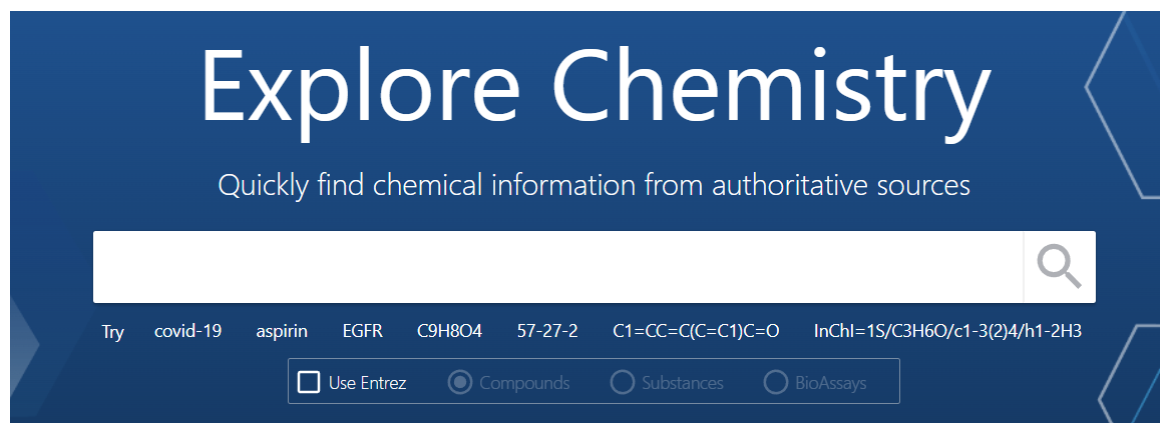 Explore Chemistry
Quickly find chemical information from authoritative sources
Try covid-19 aspirin EGFR C9H8O4 57-27-2 C1=CC=C(C=C1)C=O InChI=1S/C3H6O/c1-3(2)4/h1-2H3
Use Entrez Compounds Substances BioAssays